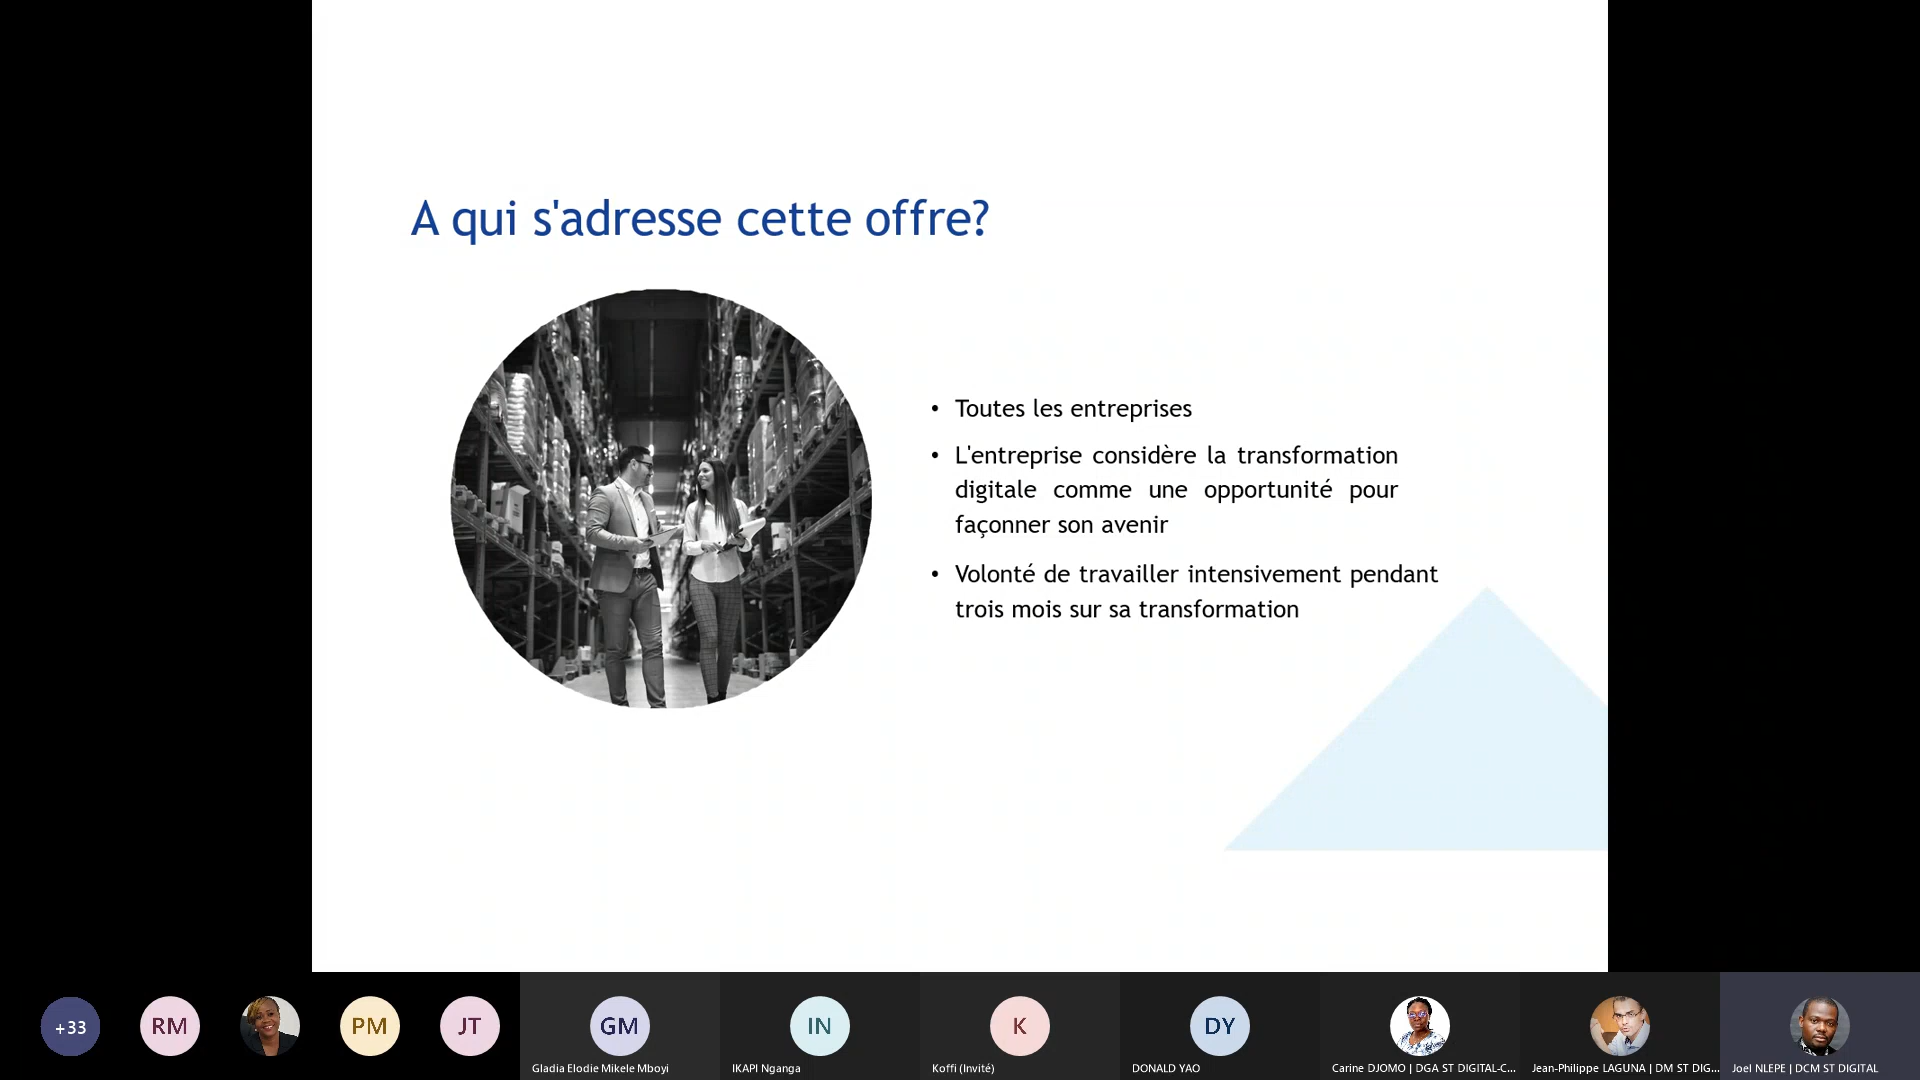 A qui s'adresse cette offre?
• Toutes les entreprises
• L'entreprise considère la transformation
digitale comme une opportunité pour
façonner son avenir
• Volonté de travailler intensivement pendant
trois mois sur sa transformation
+33
RM
PM
JT
GM
IN
K
DY
Gladia Elodie Mikele Mboyi
IKAPI Nganga
Koffi (Invité)
DONALD YAO
Carine DJOMO | DGA ST DIGITAL-C...
Jean-Philippe LAGUNA | DM ST DIG...
Joel NLEPE | DCM ST DIGITAL